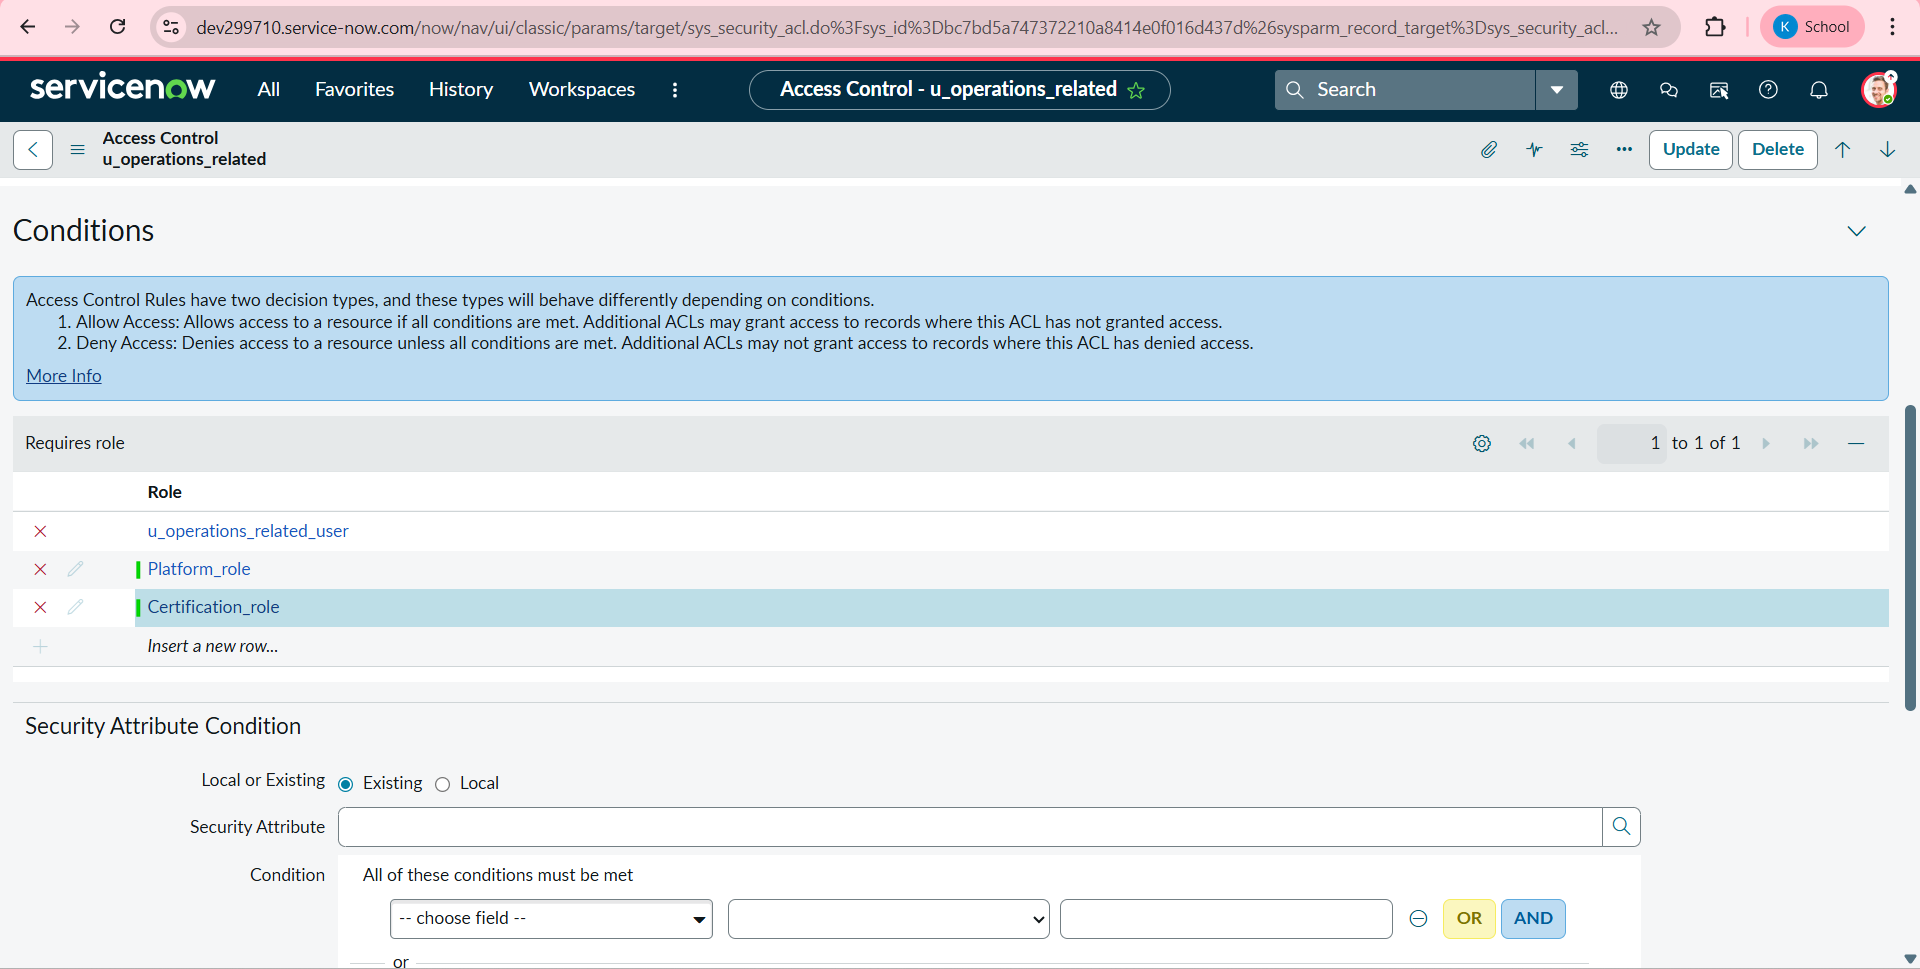 dev299710.service-now.com/now/nav/ui/classic/params/target/sys_security_acl.do%3Fsys_id%3Dbc7bd5a747372210a8414e0f016d437d%26sysparm_record_target%3Dsys_security_acl...
K School
servicenow All Favorites History Workspaces Access Control - u_operations_related Search
Access Control
u_operations_related
Update Delete
Conditions
Access Control Rules have two decision types, and these types will behave differently depending on conditions.
1. Allow Access: Allows access to a resource if all conditions are met. Additional ACLs may grant access to records where this ACL has not granted access.
2. Deny Access: Denies access to a resource unless all conditions are met. Additional ACLs may not grant access to records where this ACL has denied access.
More Info
Requires role 1 to 1 of 1
Role
u_operations_related_user
Platform_role
Certification_role
Insert a new row...
Security Attribute Condition
Local or Existing Existing Local
Security Attribute
Condition All of these conditions must be met
-- choose field -- OR AND
or